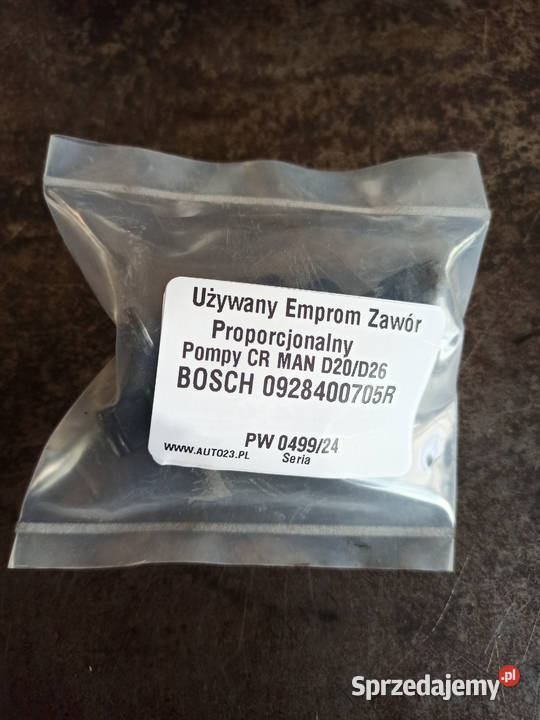 Używany Emprom Zawór
Proporcjonalny
Pompy CR MAN D20/D26
BOSCH 0928400705R
PW 0499/24
WWW.AUTO23.PL
Seria
Sprzedajemy.pl